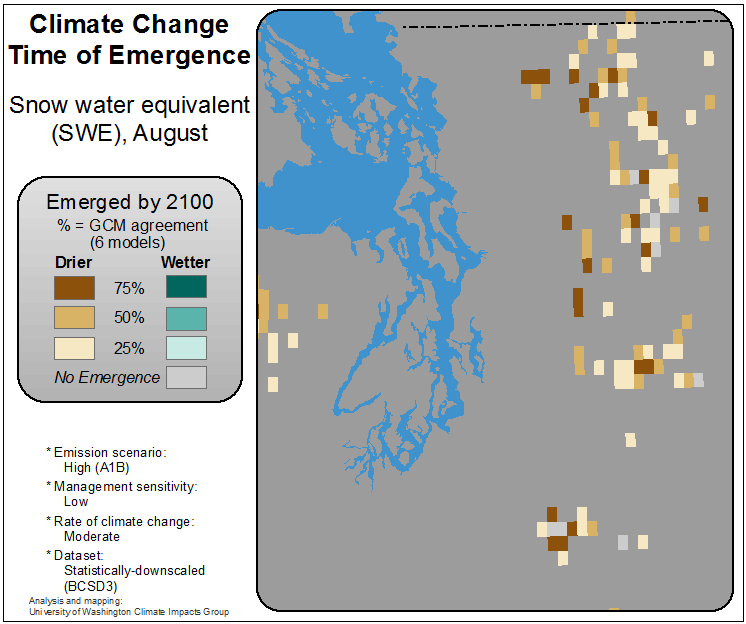 Climate Change
Time of Emergence
Snow water equivalent
(SWE), August
Emerged by 2100
% = GCM agreement
(6 models)
Drier Wetter
75%
50%
25%
No Emergence
* Emission scenario:
High (A1B)
* Management sensitivity:
Low
* Rate of climate change:
Moderate
* Dataset:
Statistically-downscaled
(BCSD3)
Analysis and mapping:
University of Washington Climate Impacts Group